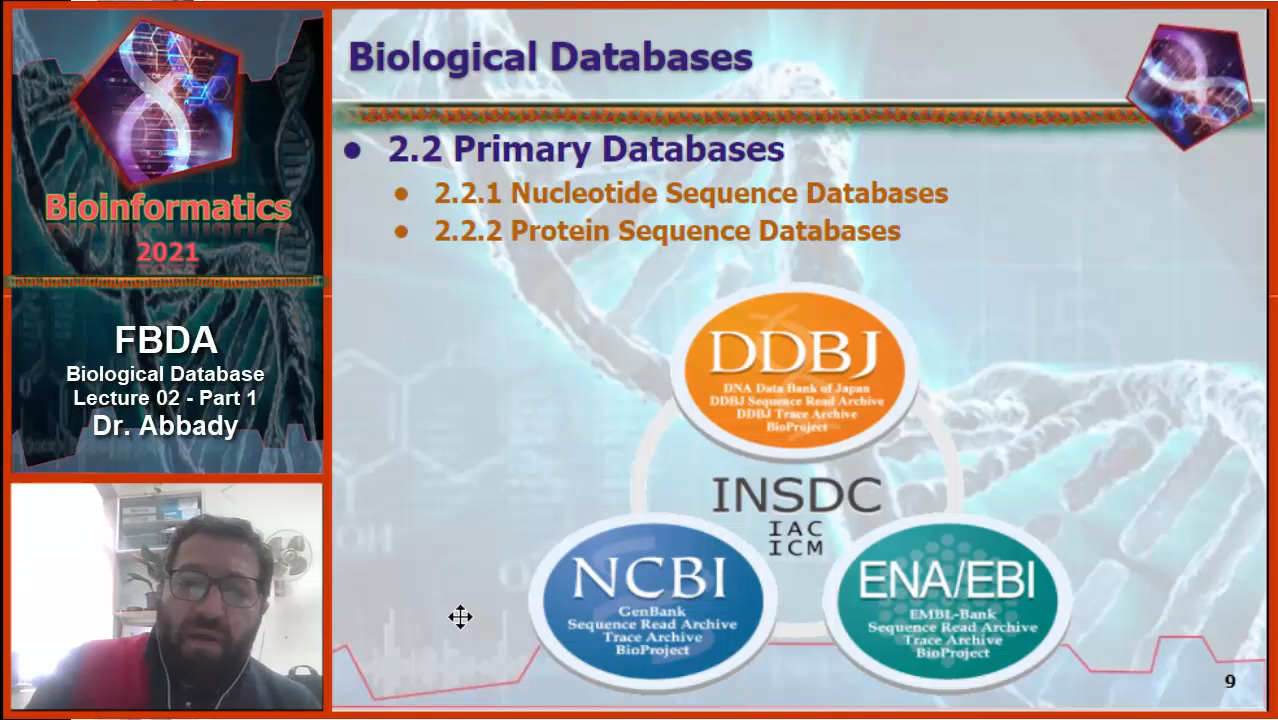 Bioinformatics
2021
FBDA
Biological Database
Lecture 02 - Part 1
Dr. Abbady
Biological Databases
• 2.2 Primary Databases
• 2.2.1 Nucleotide Sequence Databases
• 2.2.2 Protein Sequence Databases
DDBJ
DNA Data Bank of Japan
DDBJ Sequence Read Archive
DDBJ Trace Archive
BioProject
INSDC
IAC
ICM
NCBI
GenBank
Sequence Read Archive
Trace Archive
BioProject
ENA/EBI
EMBL-Bank
Sequence Read Archive
Trace Archive
BioProject
9